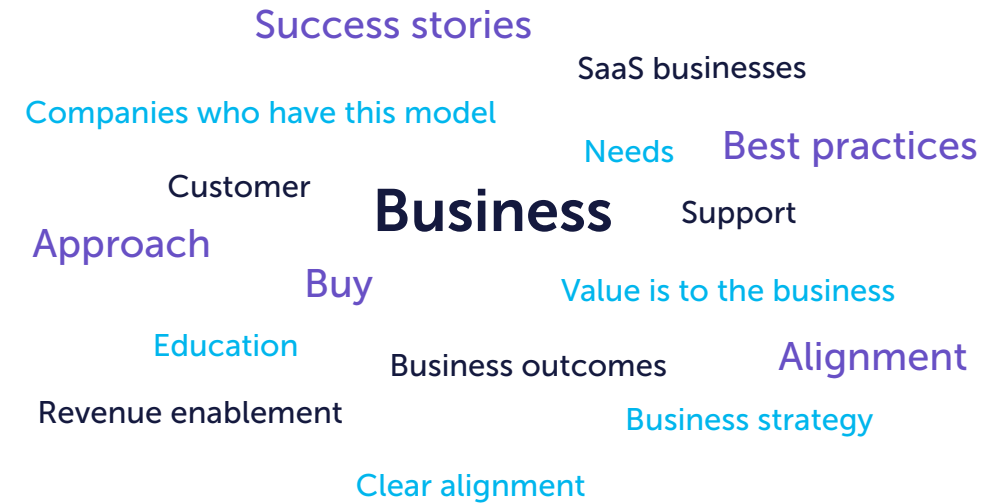 Success stories
SaaS businesses
Companies who have this model
Needs
Best practices
Customer
Business
Support
Approach
Buy
Value is to the business
Education
Business outcomes
Alignment
Revenue enablement
Business strategy
Clear alignment